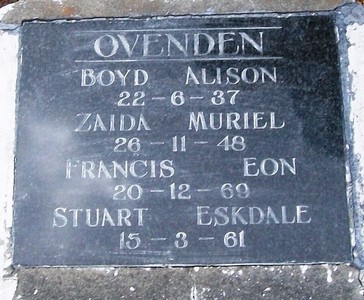 OVENDEN
BOYD ALISON
22-6-37
ZAIDA MURIEL
26-11-48
FRANCIS EON
20-12-69
STUART ESKDALE
15-3-61